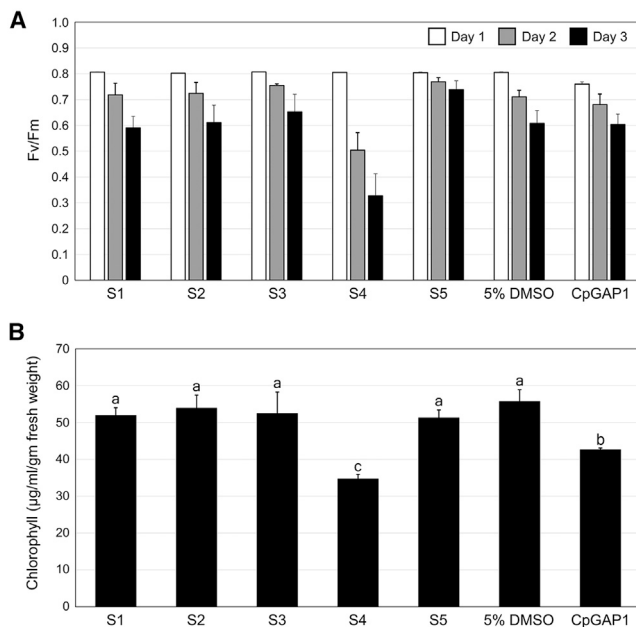 A
Day 1 Day 2 Day 3
Fv/Fm
1.0
0.9
0.8
0.7
0.6
0.5
0.4
0.3
0.2
0.1
0
S1 S2 S3 S4 S5 5% DMSO CpGAP1
B
Chlorophyll (µg/ml/gm fresh weight)
70
60
50
40
30
20
10
0
a a a c a a b
S1 S2 S3 S4 S5 5% DMSO CpGAP1